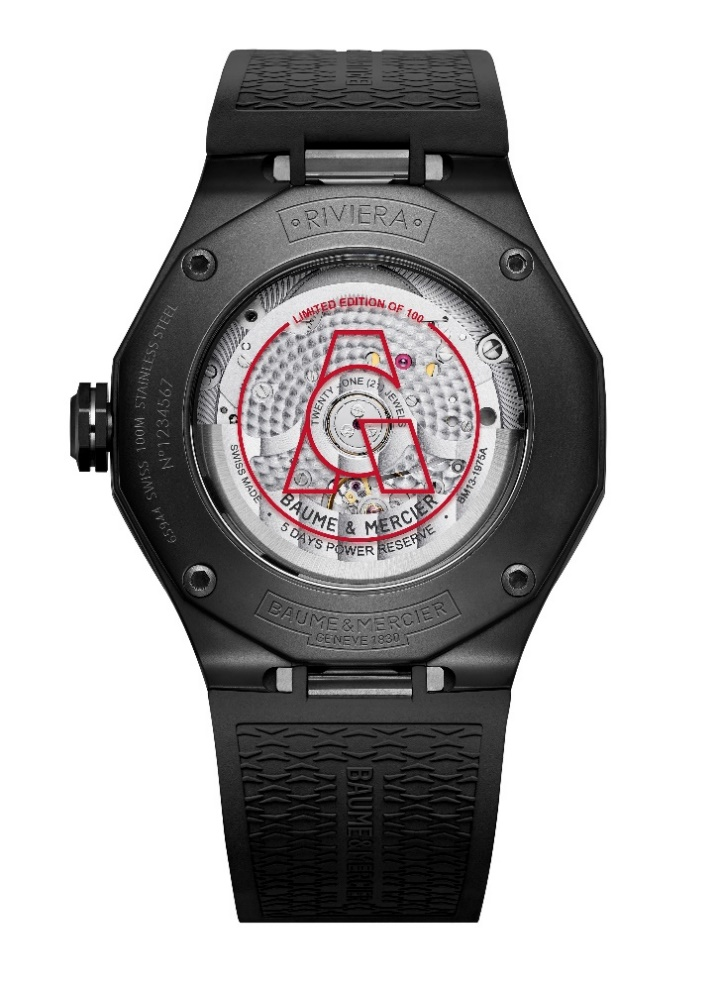 RIVIERA
LIMITED EDITION OF 100
TWENTY-ONE (21) JEWELS
SWISS MADE
BM13-1975A
BAUME & MERCIER
5 DAYS POWER RESERVE
STAINLESS STEEL
SWISS 100M
N°1234567
BAUME & MERCIER
GENEVE 1830
BAUME & MERCIER